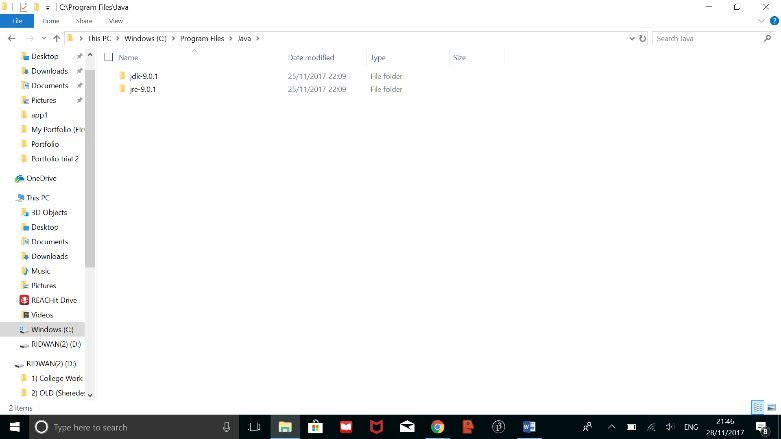 C:\Program Files\Java
File Home Share View
This PC Windows (C:) Program Files Java
Search Java
Name Date modified Type Size
jdk-9.0.1 25/11/2017 22:09 File folder
jre-9.0.1 25/11/2017 22:09 File folder
Desktop
Downloads
Documents
Pictures
app1
My Portfolio (Fir
Portfolio
Portfolio trial 2
OneDrive
This PC
3D Objects
Desktop
Documents
Downloads
Music
Pictures
REACHit Drive
Videos
Windows (C:)
RIDWAN(2) (D:)
RIDWAN(2) (D:)
1) College Work
2) OLD (Sheredes
2 items
Type here to search
ENG
21:46
28/11/2017
8